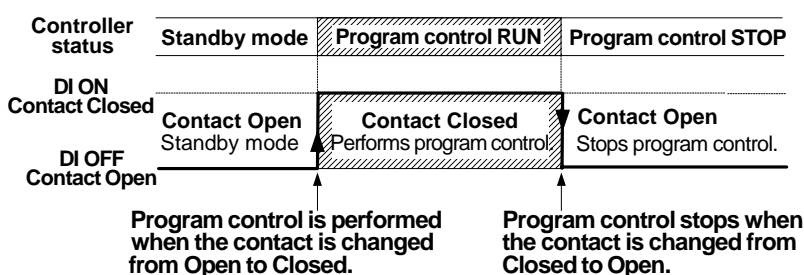 Controller
status
Standby mode
Program control RUN
Program control STOP
DI ON
Contact Closed
Contact Open
Standby mode
Contact Closed
Performs program control.
Contact Open
Stops program control.
DI OFF
Contact Open
Program control is performed
when the contact is changed
from Open to Closed.
Program control stops when
the contact is changed from
Closed to Open.